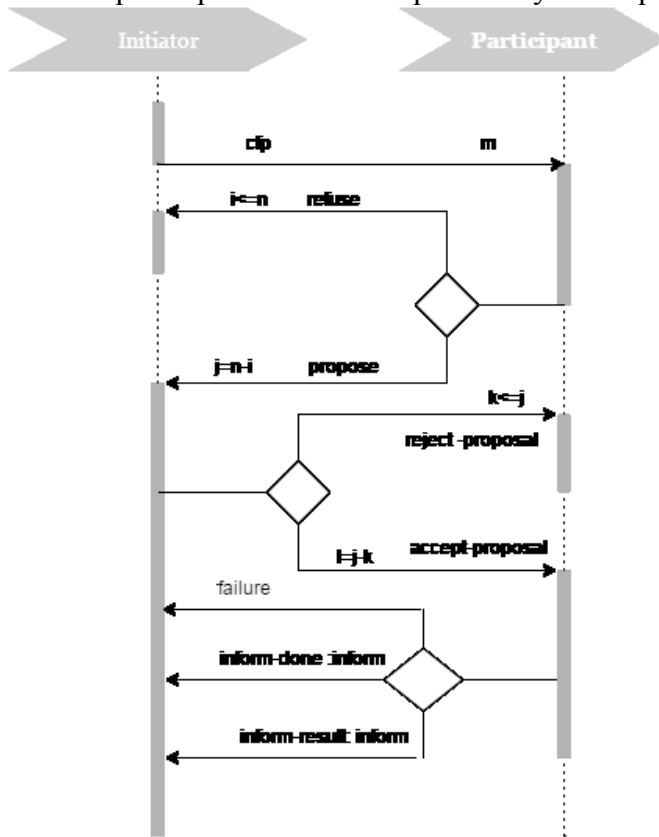 Initiator Participant
cfp m
i<=n refuse
j=n-i propose
k<=j
reject-proposal
accept-proposal
l=j-k
failure
inform-done :inform
inform-result: inform